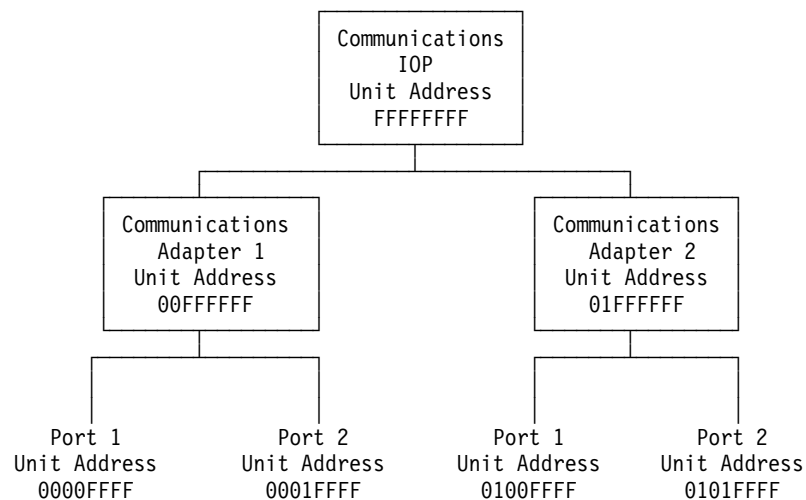 Communications
IOP
Unit Address
FFFFFFFF
Communications
Adapter 1
Unit Address
00FFFFFF
Communications
Adapter 2
Unit Address
01FFFFFF
Port 1
Unit Address
0000FFFF
Port 2
Unit Address
0001FFFF
Port 1
Unit Address
0100FFFF
Port 2
Unit Address
0101FFFF